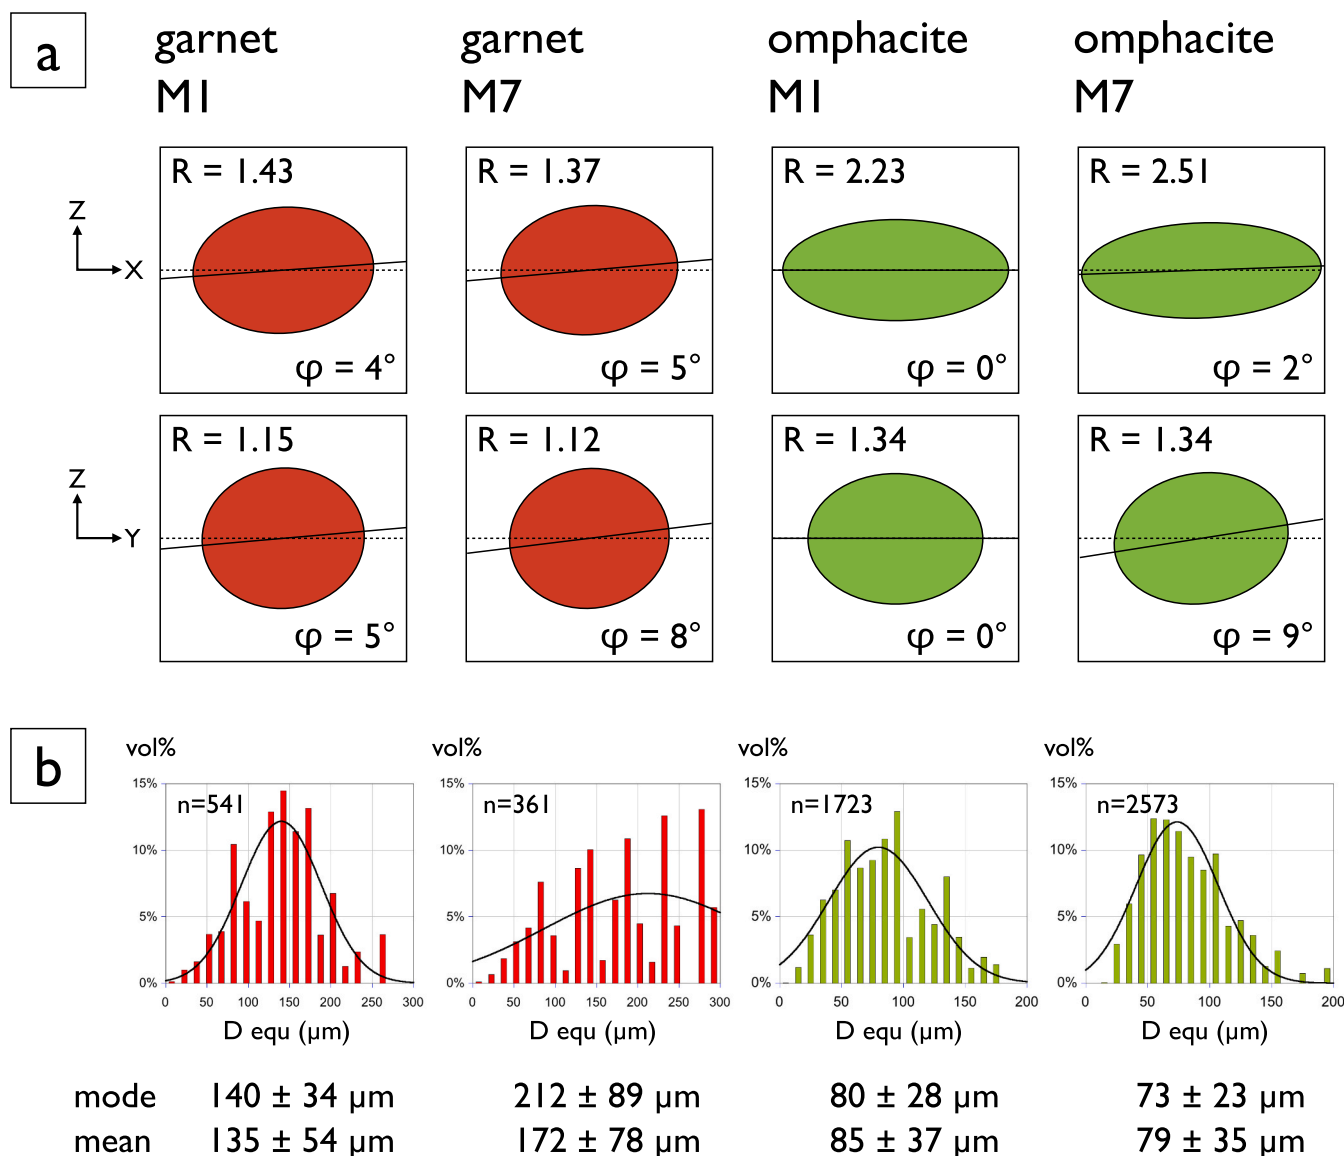 a
garnet garnet omphacite omphacite
M1 M7 M1 M7
R = 1.43 R = 1.37 R = 2.23 R = 2.51
Z
X
φ = 4° φ = 5° φ = 0° φ = 2°
R = 1.15 R = 1.12 R = 1.34 R = 1.34
Z
Y
φ = 5° φ = 8° φ = 0° φ = 9°
b
vol% vol% vol% vol%
15% 15% 15% 15%
n=541 n=361 n=1723 n=2573
10% 10% 10% 10%
5% 5% 5% 5%
0% 0% 0% 0%
0 50 100 150 200 250 300 0 50 100 150 200 250 300 0 50 100 150 200 0 50 100 150 200
D equ (µm) D equ (µm) D equ (µm) D equ (µm)
mode 140 ± 34 µm 212 ± 89 µm 80 ± 28 µm 73 ± 23 µm
mean 135 ± 54 µm 172 ± 78 µm 85 ± 37 µm 79 ± 35 µm